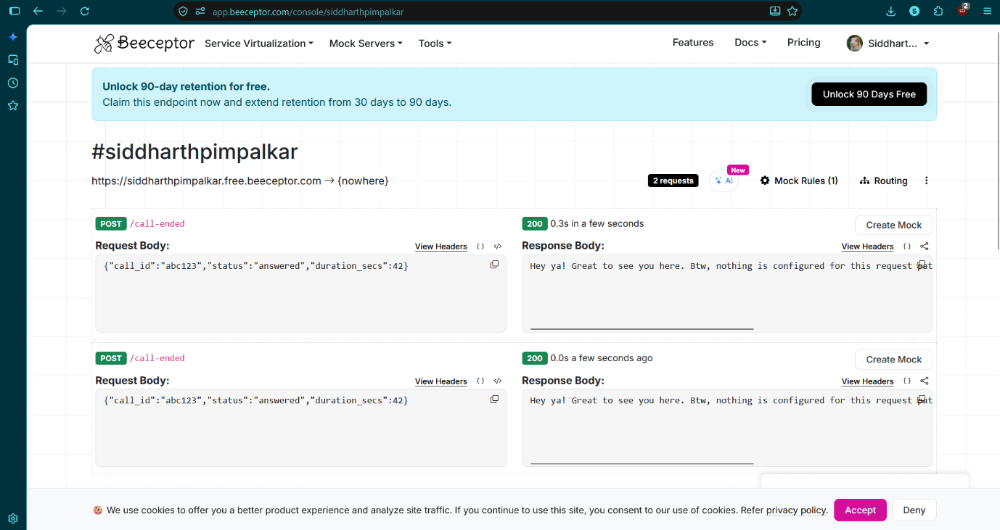 app.beeceptor.com/console/siddharthpimpalkar
S
2
Beeceptor Service Virtualization Mock Servers Tools Features Docs Pricing Siddhart...
Unlock 90-day retention for free.
Claim this endpoint now and extend retention from 30 days to 90 days.
Unlock 90 Days Free
#siddharthpimpalkar
https://siddharthpimpalkar.free.beeceptor.com → {nowhere}
2 requests
AI
New
Mock Rules (1)
Routing
POST /call-ended
200 0.3s in a few seconds
Create Mock
Request Body:
View Headers { } </>
Response Body:
View Headers { }
{"call_id":"abc123","status":"answered","duration_secs":42}
Hey ya! Great to see you here. Btw, nothing is configured for this request pat
POST /call-ended
200 0.0s a few seconds ago
Create Mock
Request Body:
View Headers { } </>
Response Body:
View Headers { }
{"call_id":"abc123","status":"answered","duration_secs":42}
Hey ya! Great to see you here. Btw, nothing is configured for this request pat
🍪 We use cookies to offer you a better product experience and analyze site traffic. If you continue to use this site, you consent to our use of cookies. Refer privacy policy.
Accept
Deny